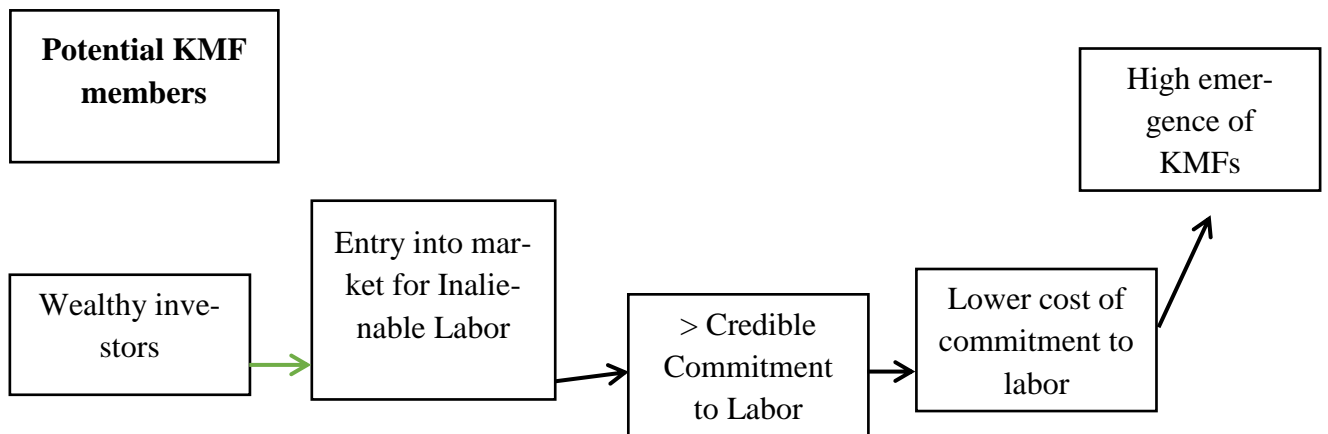 Potential KMF
members
High emer-
gence of
KMFs
Wealthy inve-
stors
Entry into mar-
ket for Inalie-
nable Labor
> Credible
Commitment
to Labor
Lower cost of
commitment to
labor